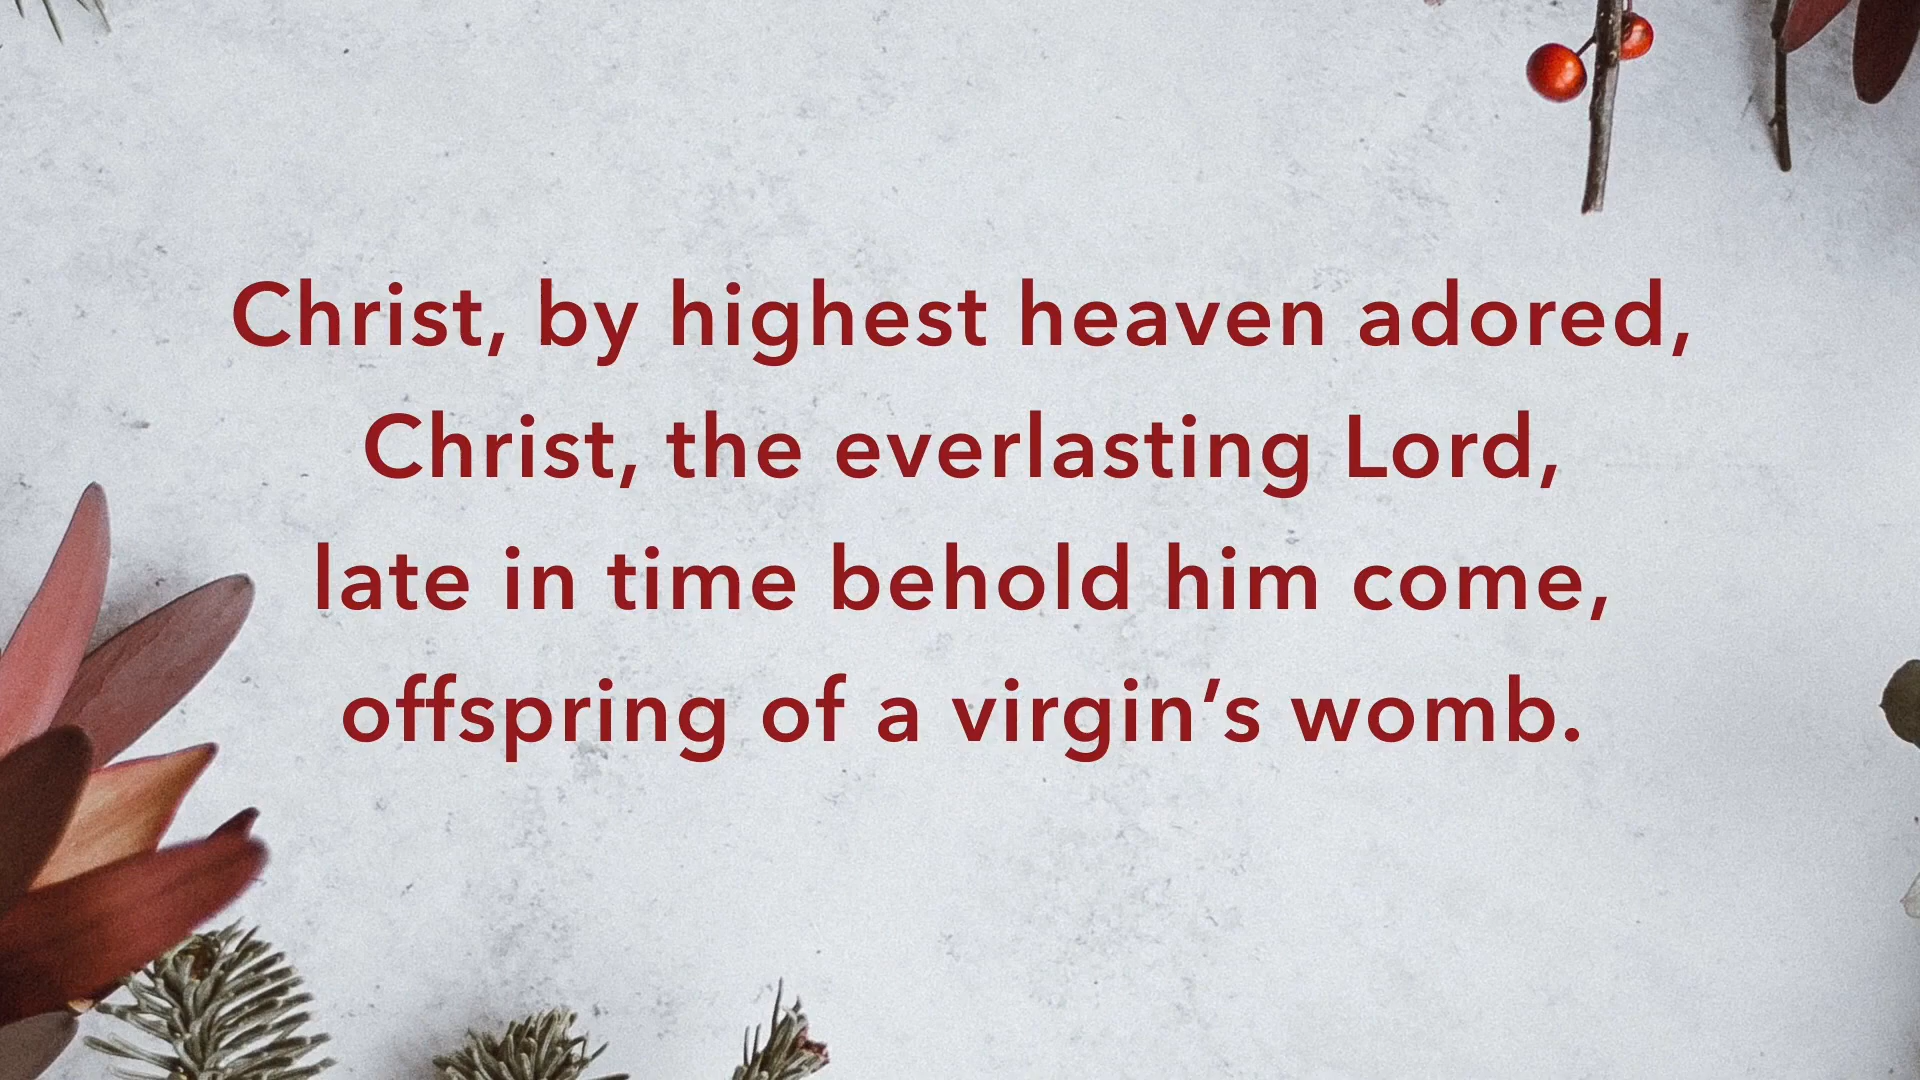 Christ, by highest heaven adored,
Christ, the everlasting Lord,
late in time behold him come,
offspring of a virgin’s womb.